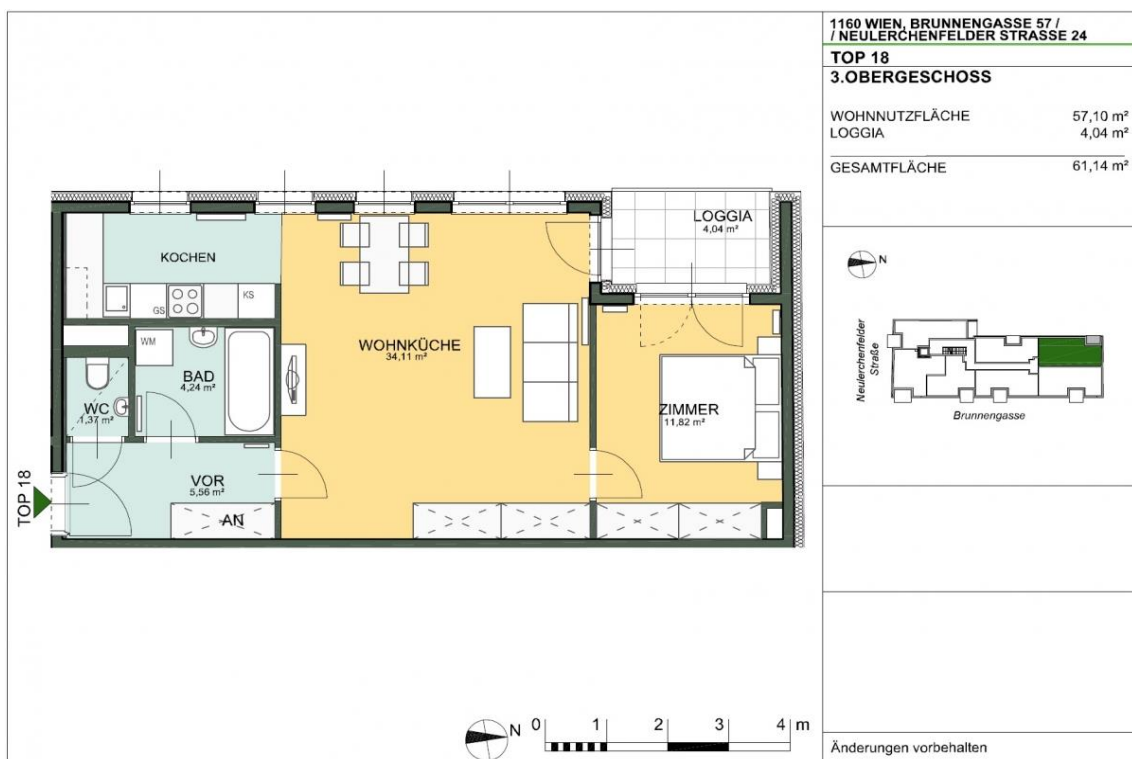 1160 WIEN, BRUNNENGASSE 57 /
/ NEULERCHENFELDER STRASSE 24
TOP 18
3.OBERGESCHOSS
WOHNNUTZFLÄCHE 57,10 m²
LOGGIA 4,04 m²
GESAMTFLÄCHE 61,14 m²
N
Neulerchenfelder
Straße
Brunnengasse
LOGGIA
4,04 m²
KOCHEN
GS
KS
WM
WOHNKÜCHE
34,11 m²
BAD
4,24 m²
WC
1,37 m²
ZIMMER
11,82 m²
VOR
5,56 m²
AN
TOP 18
N
0 1 2 3 4 m
Änderungen vorbehalten